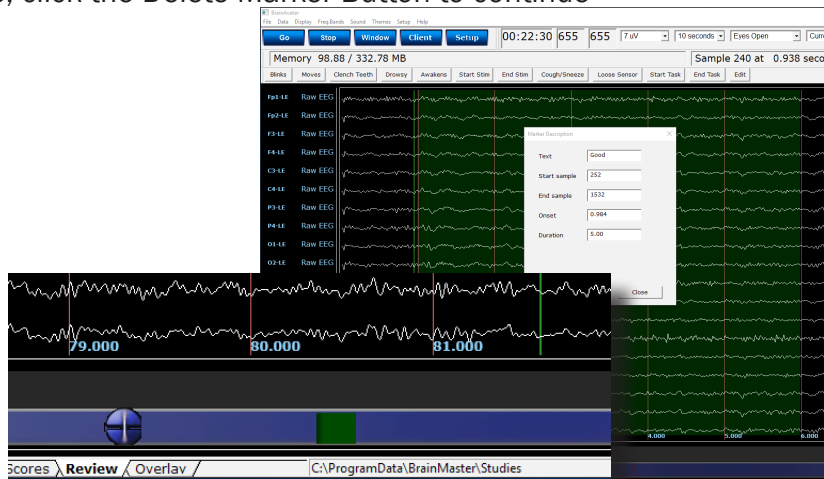 , click the Delete Marker Button to continue
BrainAvatar
File Data Display Freq.Bands Sound Themes Setup Help
Go Stop Window Client Setup 00:22:30 655 655 7 uV 10 seconds Eyes Open
Memory 98.88 / 332.78 MB Sample 240 at 0.938 seco
Blinks Moves Clench Teeth Drowsy Awakens Start Stim End Stim Cough/Sneeze Loose Sensor Start Task End Task Edit
Fp1-LE Raw EEG
Fp2-LE Raw EEG
F3-LE Raw EEG
F4-LE Raw EEG
C3-LE Raw EEG
C4-LE Raw EEG
P3-LE Raw EEG
P4-LE Raw EEG
O1-LE Raw EEG
O2-LE Raw EEG
Marker Description
Text Good
Start sample 252
End sample 1532
Onset 0.984
Duration 5.00
Close
4.000 5.000 6.000
79.000 80.000 81.000
Scores Review Overlay C:\ProgramData\BrainMaster\Studies